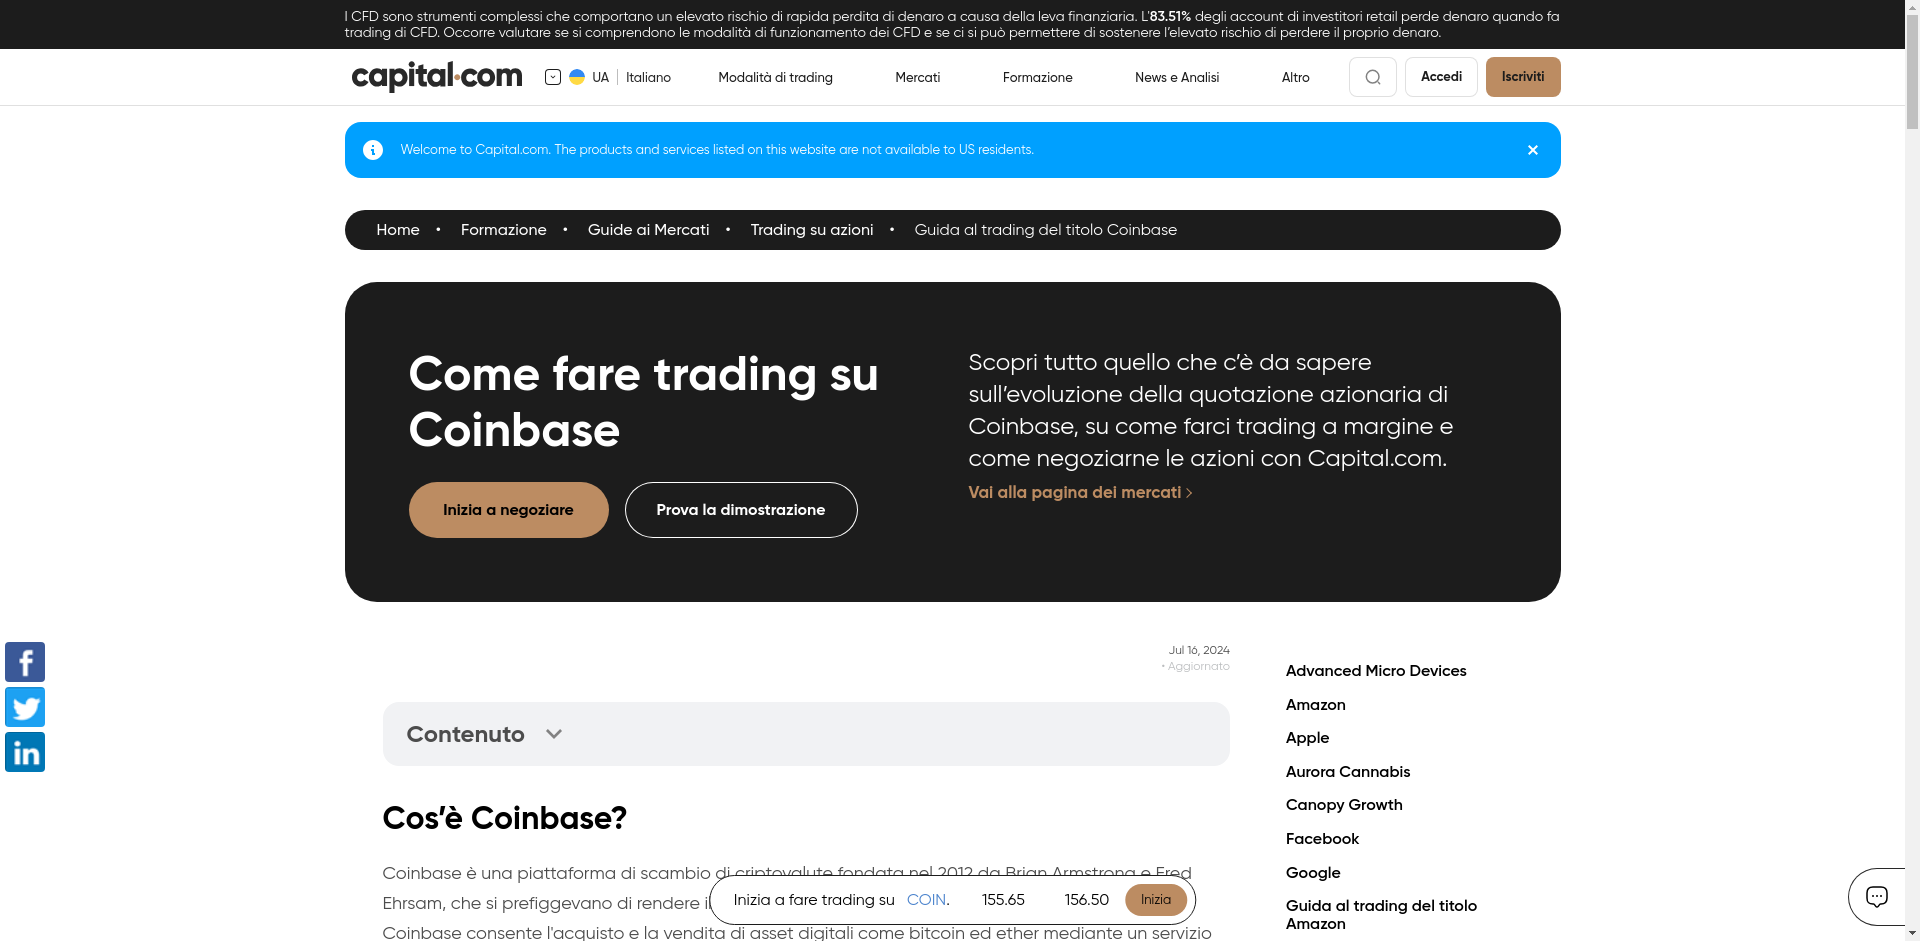 I CFD sono strumenti complessi che comportano un elevato rischio di rapida perdita di denaro a causa della leva finanziaria. L'83.51% degli account di investitori retail perde denaro quando fa
trading di CFD. Occorre valutare se si comprendono le modalità di funzionamento dei CFD e se ci si può permettere di sostenere l'elevato rischio di perdere il proprio denaro.
capital.com
UA
Italiano
Modalità di trading
Mercati
Formazione
News e Analisi
Altro
Accedi
Iscriviti
Welcome to Capital.com. The products and services listed on this website are not available to US residents.
Home • Formazione • Guide ai Mercati • Trading su azioni • Guida al trading del titolo Coinbase
Come fare trading su
Coinbase
Inizia a negoziare
Prova la dimostrazione
Scopri tutto quello che c'è da sapere
sull'evoluzione della quotazione azionaria di
Coinbase, su come farci trading a margine e
come negoziarne le azioni con Capital.com.
Vai alla pagina dei mercati
Jul 16, 2024
• Aggiornato
Contenuto
Cos'è Coinbase?
Coinbase è una piattaforma di scambio di criptovalute fondata nel 2012 da Brian Armstrong e Fred
Ehrsam, che si prefiggevano di rendere
Coinbase consente l'acquisto e la vendita di asset digitali come bitcoin ed ether mediante un servizio
Inizia a fare trading su COIN. 155.65 156.50 Inizia
Advanced Micro Devices
Amazon
Apple
Aurora Cannabis
Canopy Growth
Facebook
Google
Guida al trading del titolo
Amazon